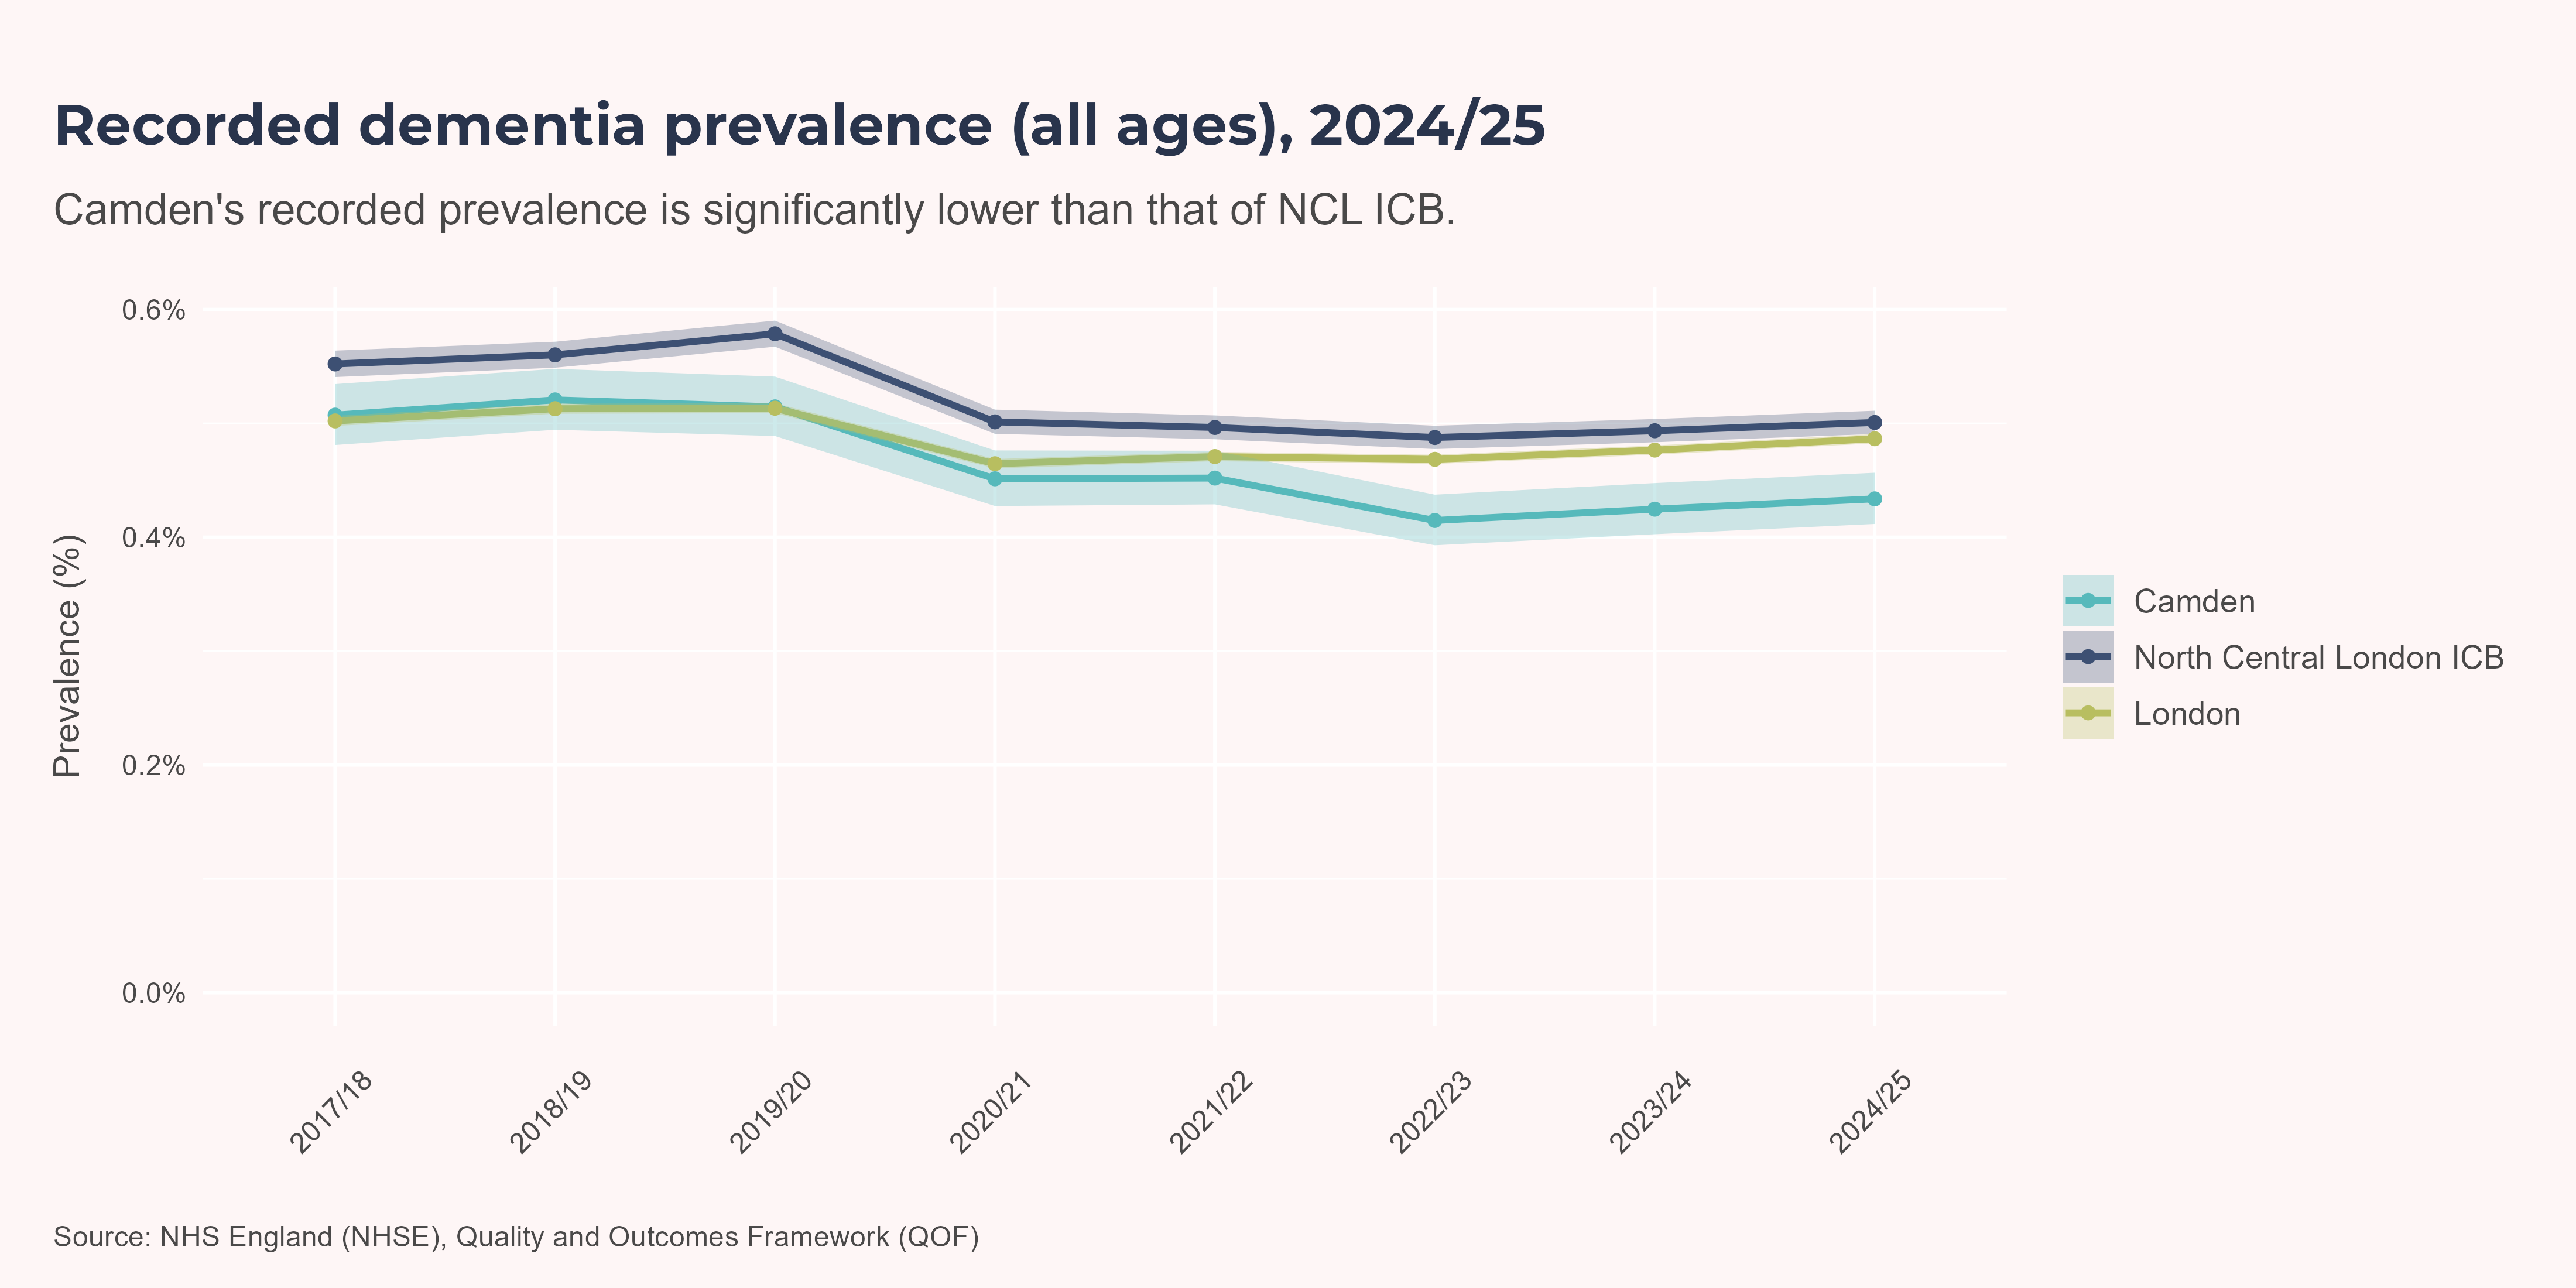 Recorded dementia prevalence (all ages), 2024/25
Camden's recorded prevalence is significantly lower than that of NCL ICB.
Prevalence (%)
0.6%
0.4%
0.2%
0.0%
2017/18
2018/19
2019/20
2020/21
2021/22
2022/23
2023/24
2024/25
Camden
North Central London ICB
London
Source: NHS England (NHSE), Quality and Outcomes Framework (QOF)